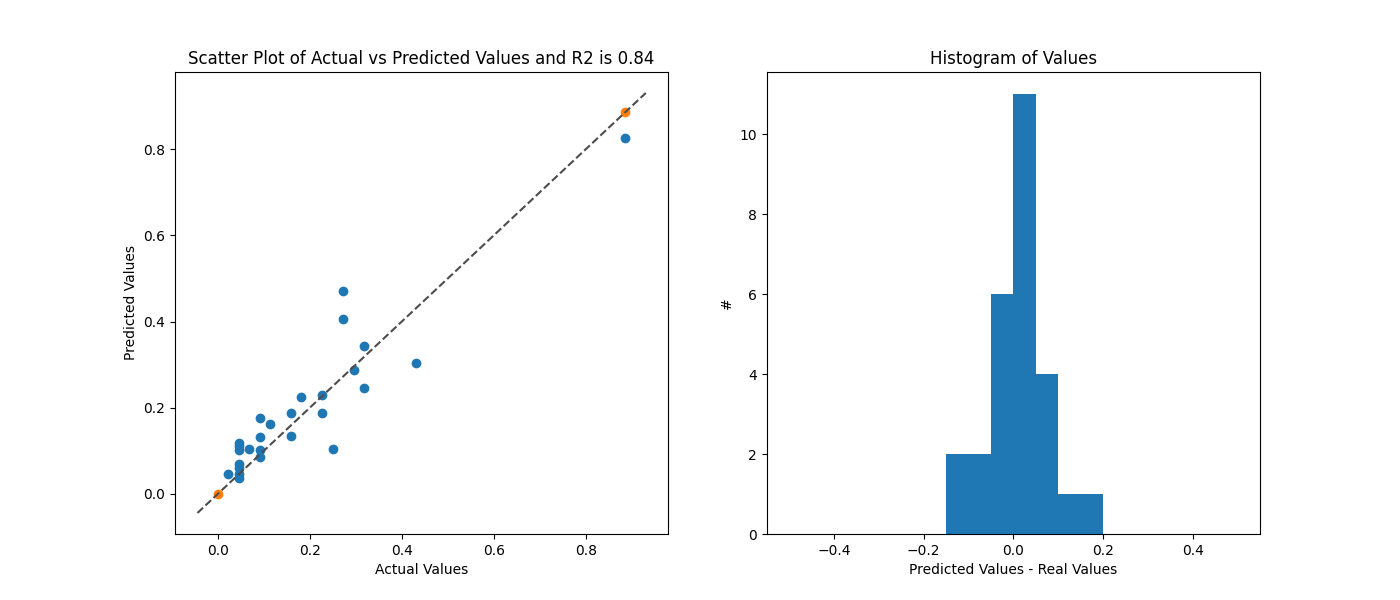 Scatter Plot of Actual vs Predicted Values and R2 is 0.84
Predicted Values
0.8
0.6
0.4
0.2
0.0
0.0 0.2 0.4 0.6 0.8
Actual Values
Histogram of Values
#
10
8
6
4
2
0
−0.4 −0.2 0.0 0.2 0.4
Predicted Values - Real Values